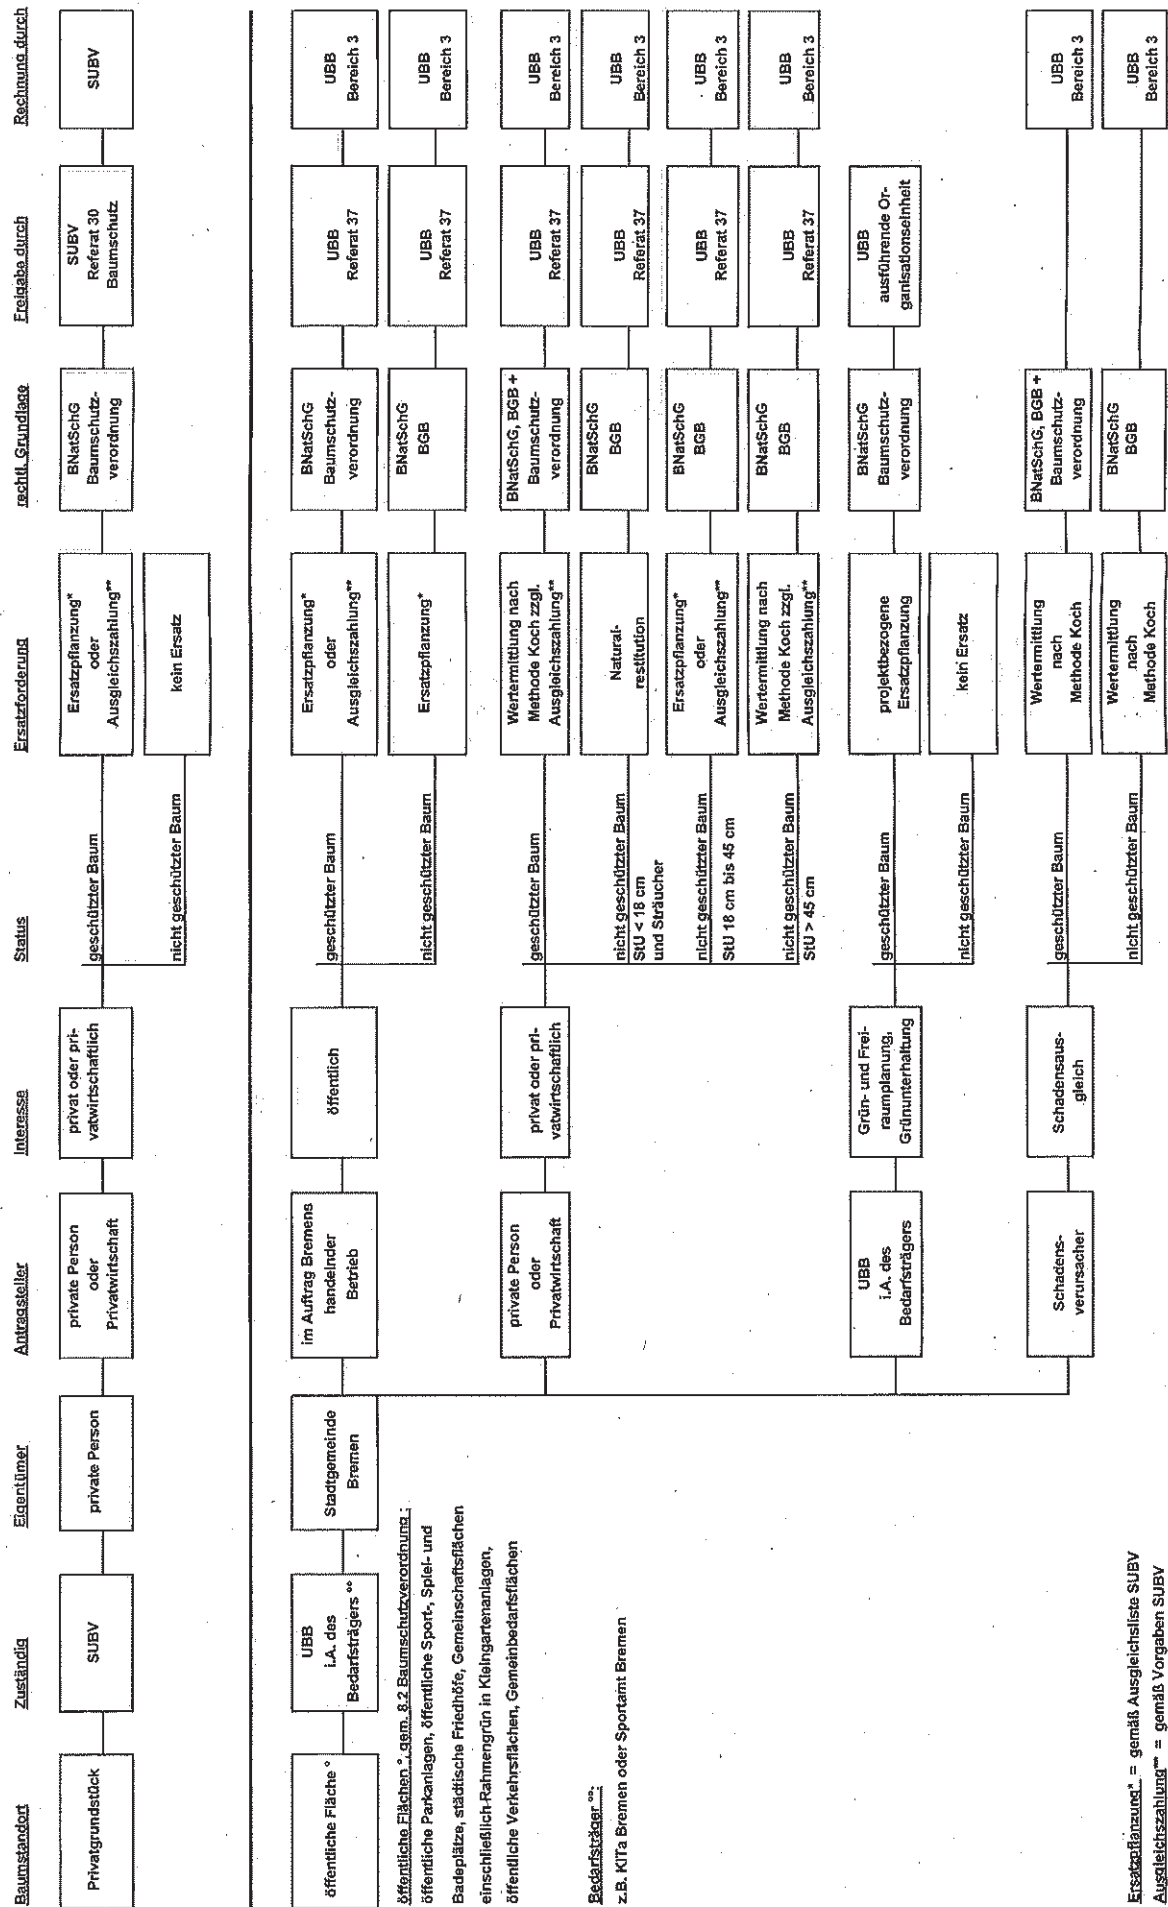 Baumstandort
Zuständig
Eigentümer
Antragsteller
Interesse
Status
Ersatzforderung
rechtl. Grundlage
Freigabe durch
Rechnung durch
Privatgrundstück
SUBV
private Person
private Person
oder
Privatwirtschaft
privat oder pri-
vatwirtschaftlich
geschützter Baum
Ersatzpflanzung*
oder
Ausgleichszahlung**
BNatSchG
Baumschutz-
verordnung
SUBV
Referat 30
Baumschutz
SUBV
nicht geschützter Baum
kein Ersatz
öffentliche Fläche °
UBB
i.A. des
Bedarfsträgers °°
Stadtgemeinde
Bremen
im Auftrag Bremens
handelnder
Betrieb
öffentlich
geschützter Baum
Ersatzpflanzung*
oder
Ausgleichszahlung**
BNatSchG
Baumschutz-
verordnung
UBB
Referat 37
UBB
Bereich 3
nicht geschützter Baum
Ersatzpflanzung*
BNatSchG
BGB
UBB
Referat 37
UBB
Bereich 3
öffentliche Flächen °, gem. 8.2 Baumschutzverordnung :
öffentliche Parkanlagen, öffentliche Sport-, Spiel- und
Badeplätze, städtische Friedhöfe, Gemeinschaftsflächen
einschließlich Rahmengrün in Kleingartenanlagen,
öffentliche Verkehrsflächen, Gemeinbedarfsflächen
private Person
oder
Privatwirtschaft
privat oder pri-
vatwirtschaftlich
geschützter Baum
Wertermittlung nach
Methode Koch zzgl.
Ausgleichszahlung**
BNatSchG, BGB +
Baumschutz-
verordnung
UBB
Referat 37
UBB
Bereich 3
nicht geschützter Baum
StU < 18 cm
und Sträucher
Natural-
restitution
BNatSchG
BGB
UBB
Referat 37
UBB
Bereich 3
nicht geschützter Baum
StU 18 cm bis 45 cm
Ersatzpflanzung*
oder
Ausgleichszahlung**
BNatSchG
BGB
UBB
Referat 37
UBB
Bereich 3
nicht geschützter Baum
StU > 45 cm
Wertermittlung nach
Methode Koch zzgl.
Ausgleichszahlung**
BNatSchG
BGB
UBB
Referat 37
UBB
Bereich 3
Bedarfsträger °°:
z.B. KiTa Bremen oder Sportamt Bremen
UBB
i.A. des
Bedarfsträgers
Grün- und Frei-
raumplanung,
Grünunterhaltung
geschützter Baum
projektbezogene
Ersatzpflanzung
BNatSchG
Baumschutz-
verordnung
UBB
ausführende Or-
ganisationseinheit
nicht geschützter Baum
kein Ersatz
Schadens-
verursacher
Schadensaus-
gleich
geschützter Baum
Wertermittlung
nach
Methode Koch
BNatSchG, BGB +
Baumschutz-
verordnung
UBB
Bereich 3
nicht geschützter Baum
Wertermittlung
nach
Methode Koch
BNatSchG
BGB
UBB
Bereich 3
Ersatzpflanzung* = gemäß Ausgleichsliste SUBV
Ausgleichszahlung** = gemäß Vorgaben SUBV